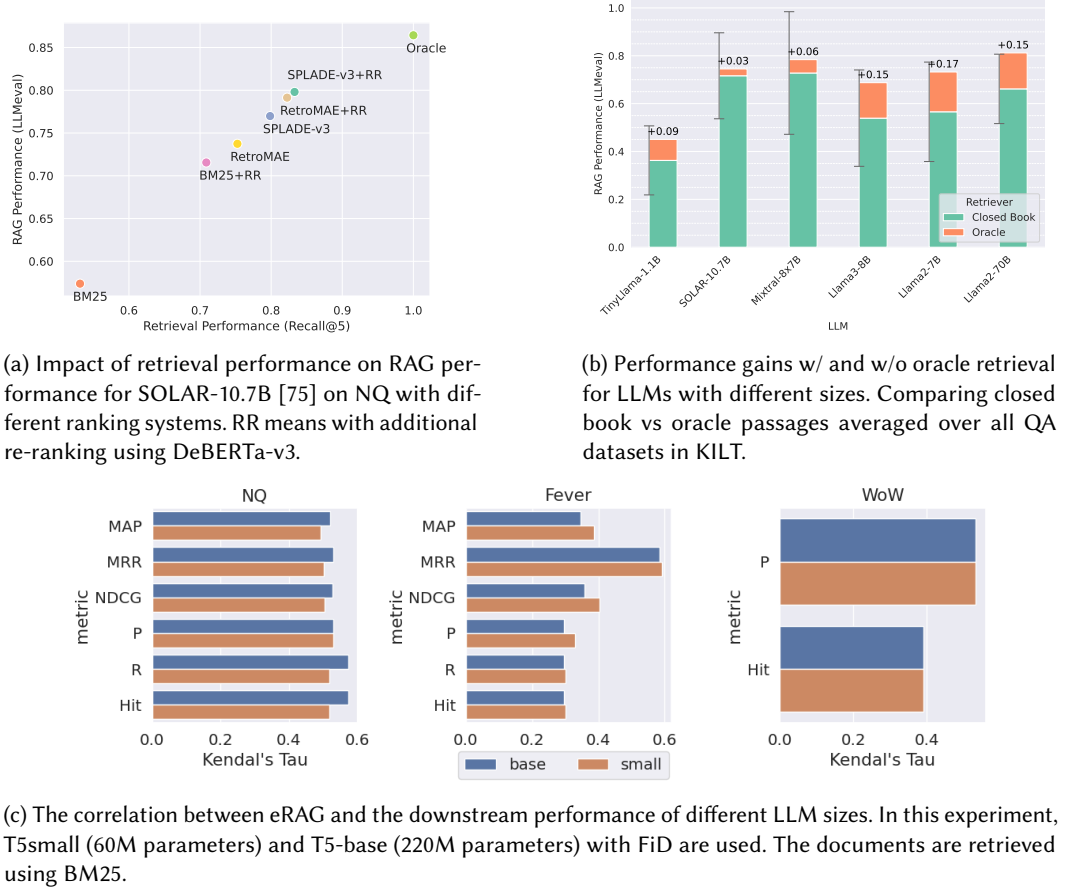 0.85
0.80
0.75
0.70
0.65
0.60
RAG Performance (LLMeval)
Oracle
SPLADE-v3+RR
RetroMAE+RR
SPLADE-v3
RetroMAE
BM25+RR
BM25
0.6 0.7 0.8 0.9 1.0
Retrieval Performance (Recall@5)
1.0
0.8
0.6
0.4
0.2
0.0
RAG Performance (LLMeval)
+0.09
+0.03
+0.06
+0.15
+0.17
+0.15
Retriever
Closed Book
Oracle
TinyLlama-1.1B
SOLAR-10.7B
Mixtral-8x7B
Llama3-8B
Llama2-7B
Llama2-70B
LLM
(a) Impact of retrieval performance on RAG per-
formance for SOLAR-10.7B [75] on NQ with dif-
ferent ranking systems. RR means with additional
re-ranking using DeBERTa-v3.
(b) Performance gains w/ and w/o oracle retrieval
for LLMs with different sizes. Comparing closed
book vs oracle passages averaged over all QA
datasets in KILT.
NQ
metric
MAP
MRR
NDCG
P
R
Hit
0.0 0.2 0.4 0.6
Kendal's Tau
Fever
metric
MAP
MRR
NDCG
P
R
Hit
0.0 0.2 0.4 0.6
base small
WoW
metric
P
Hit
0.0 0.2 0.4
Kendal's Tau
(c) The correlation between eRAG and the downstream performance of different LLM sizes. In this experiment,
T5small (60M parameters) and T5-base (220M parameters) with FiD are used. The documents are retrieved
using BM25.